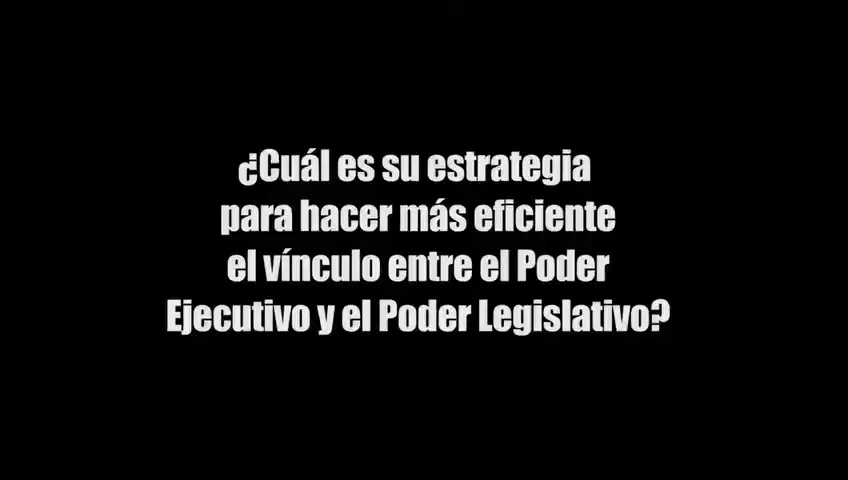 ¿Cuál es su estrategia
para hacer más eficiente
el vínculo entre el Poder
Ejecutivo y el Poder Legislativo?